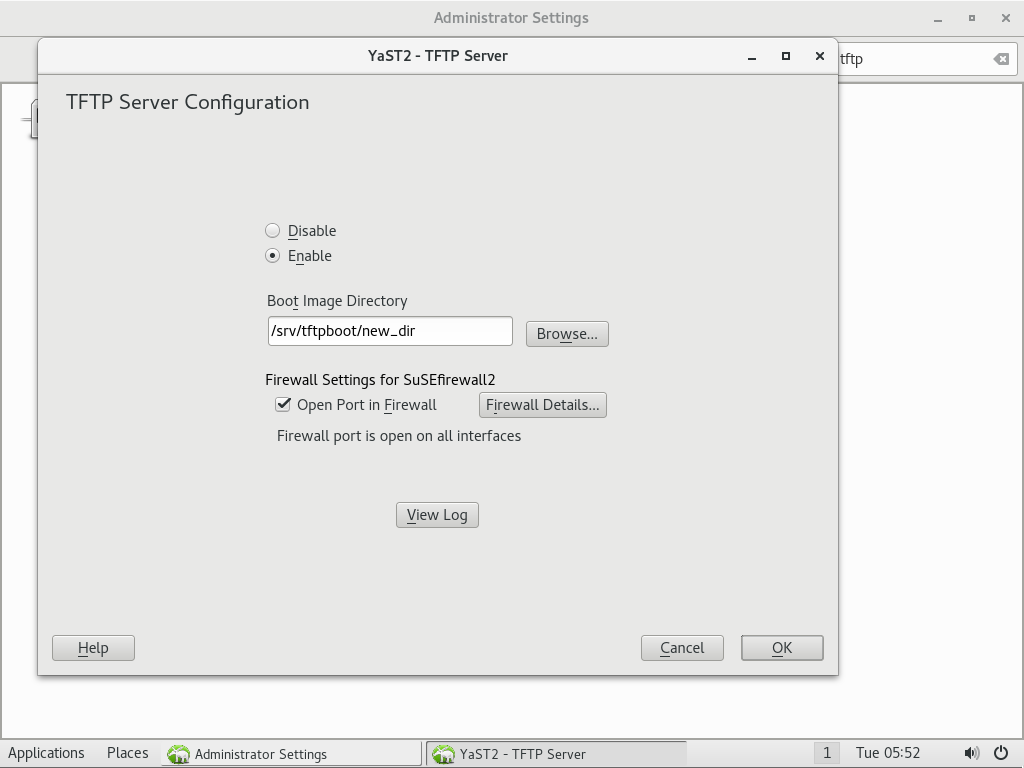 Administrator Settings
YaST2 - TFTP Server
tftp
TFTP Server Configuration
Disable
Enable
Boot Image Directory
/srv/tftpboot/new_dir
Browse...
Firewall Settings for SuSEfirewall2
Open Port in Firewall
Firewall Details...
Firewall port is open on all interfaces
View Log
Help
Cancel
OK
Applications
Places
Administrator Settings
YaST2 - TFTP Server
1
Tue 05:52